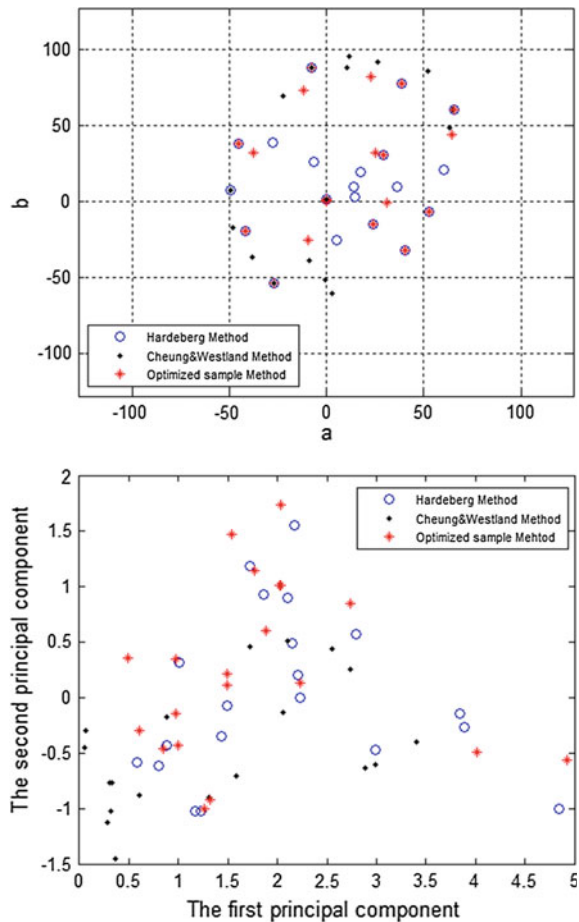 100
50
0
-50
-100
b
Hardeberg Method
Cheung&Westland Method
Optimized sample Method
-100
-50
0
50
100
a
2
1.5
1
0.5
0
-0.5
-1
-1.5
The second principal component
Hardeberg Method
Cheung&Westland Method
Optimized sample Mehtod
0
0.5
1
1.5
2
2.5
3
3.5
4
4.5
5
The first principal component